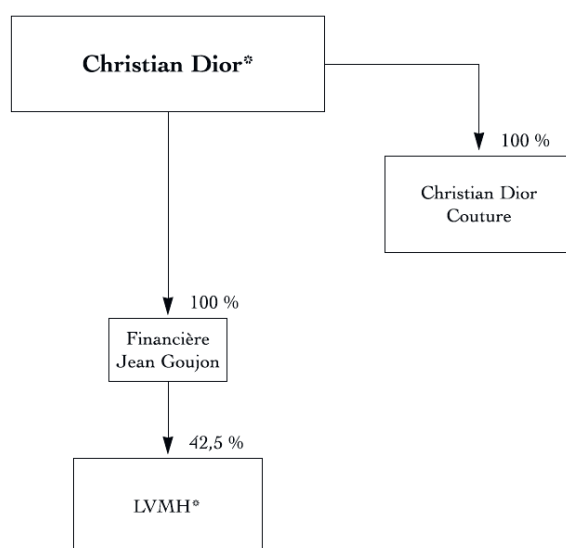 Christian Dior*
100 %
Christian Dior
Couture
100 %
Financière
Jean Goujon
42,5 %
LVMH*